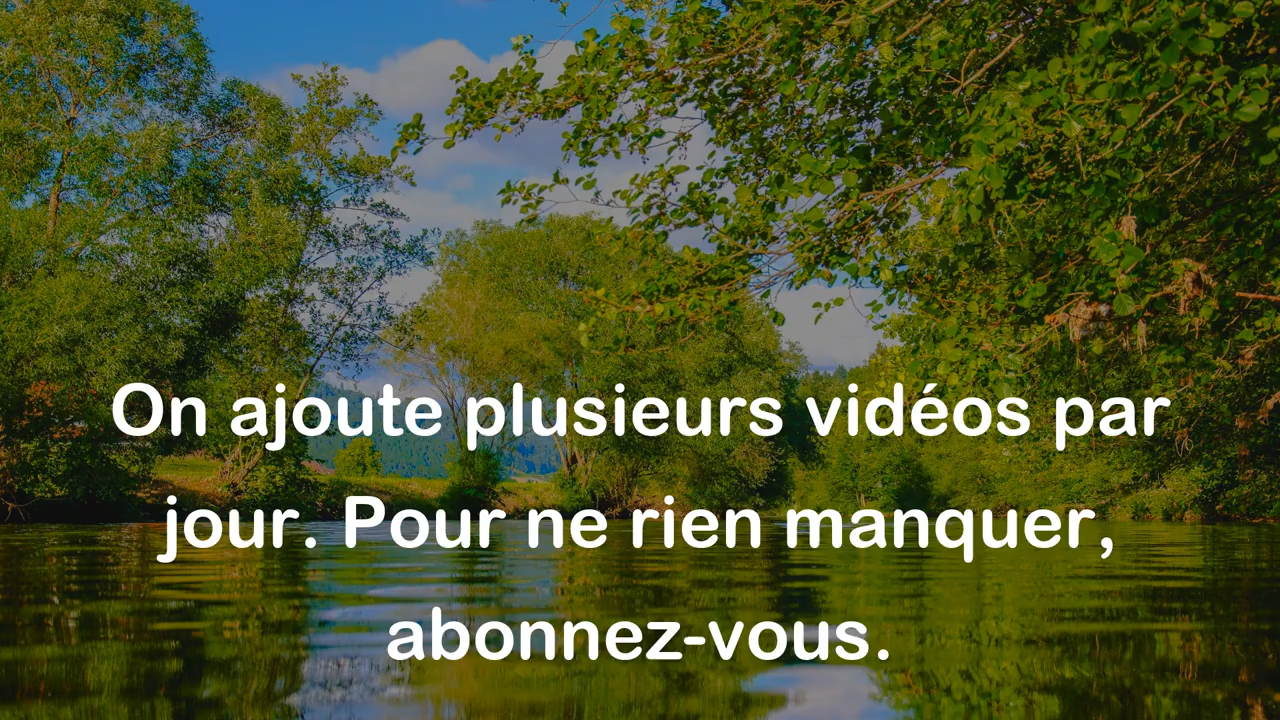 On ajoute plusieurs vidéos par
jour. Pour ne rien manquer,
abonnez-vous.